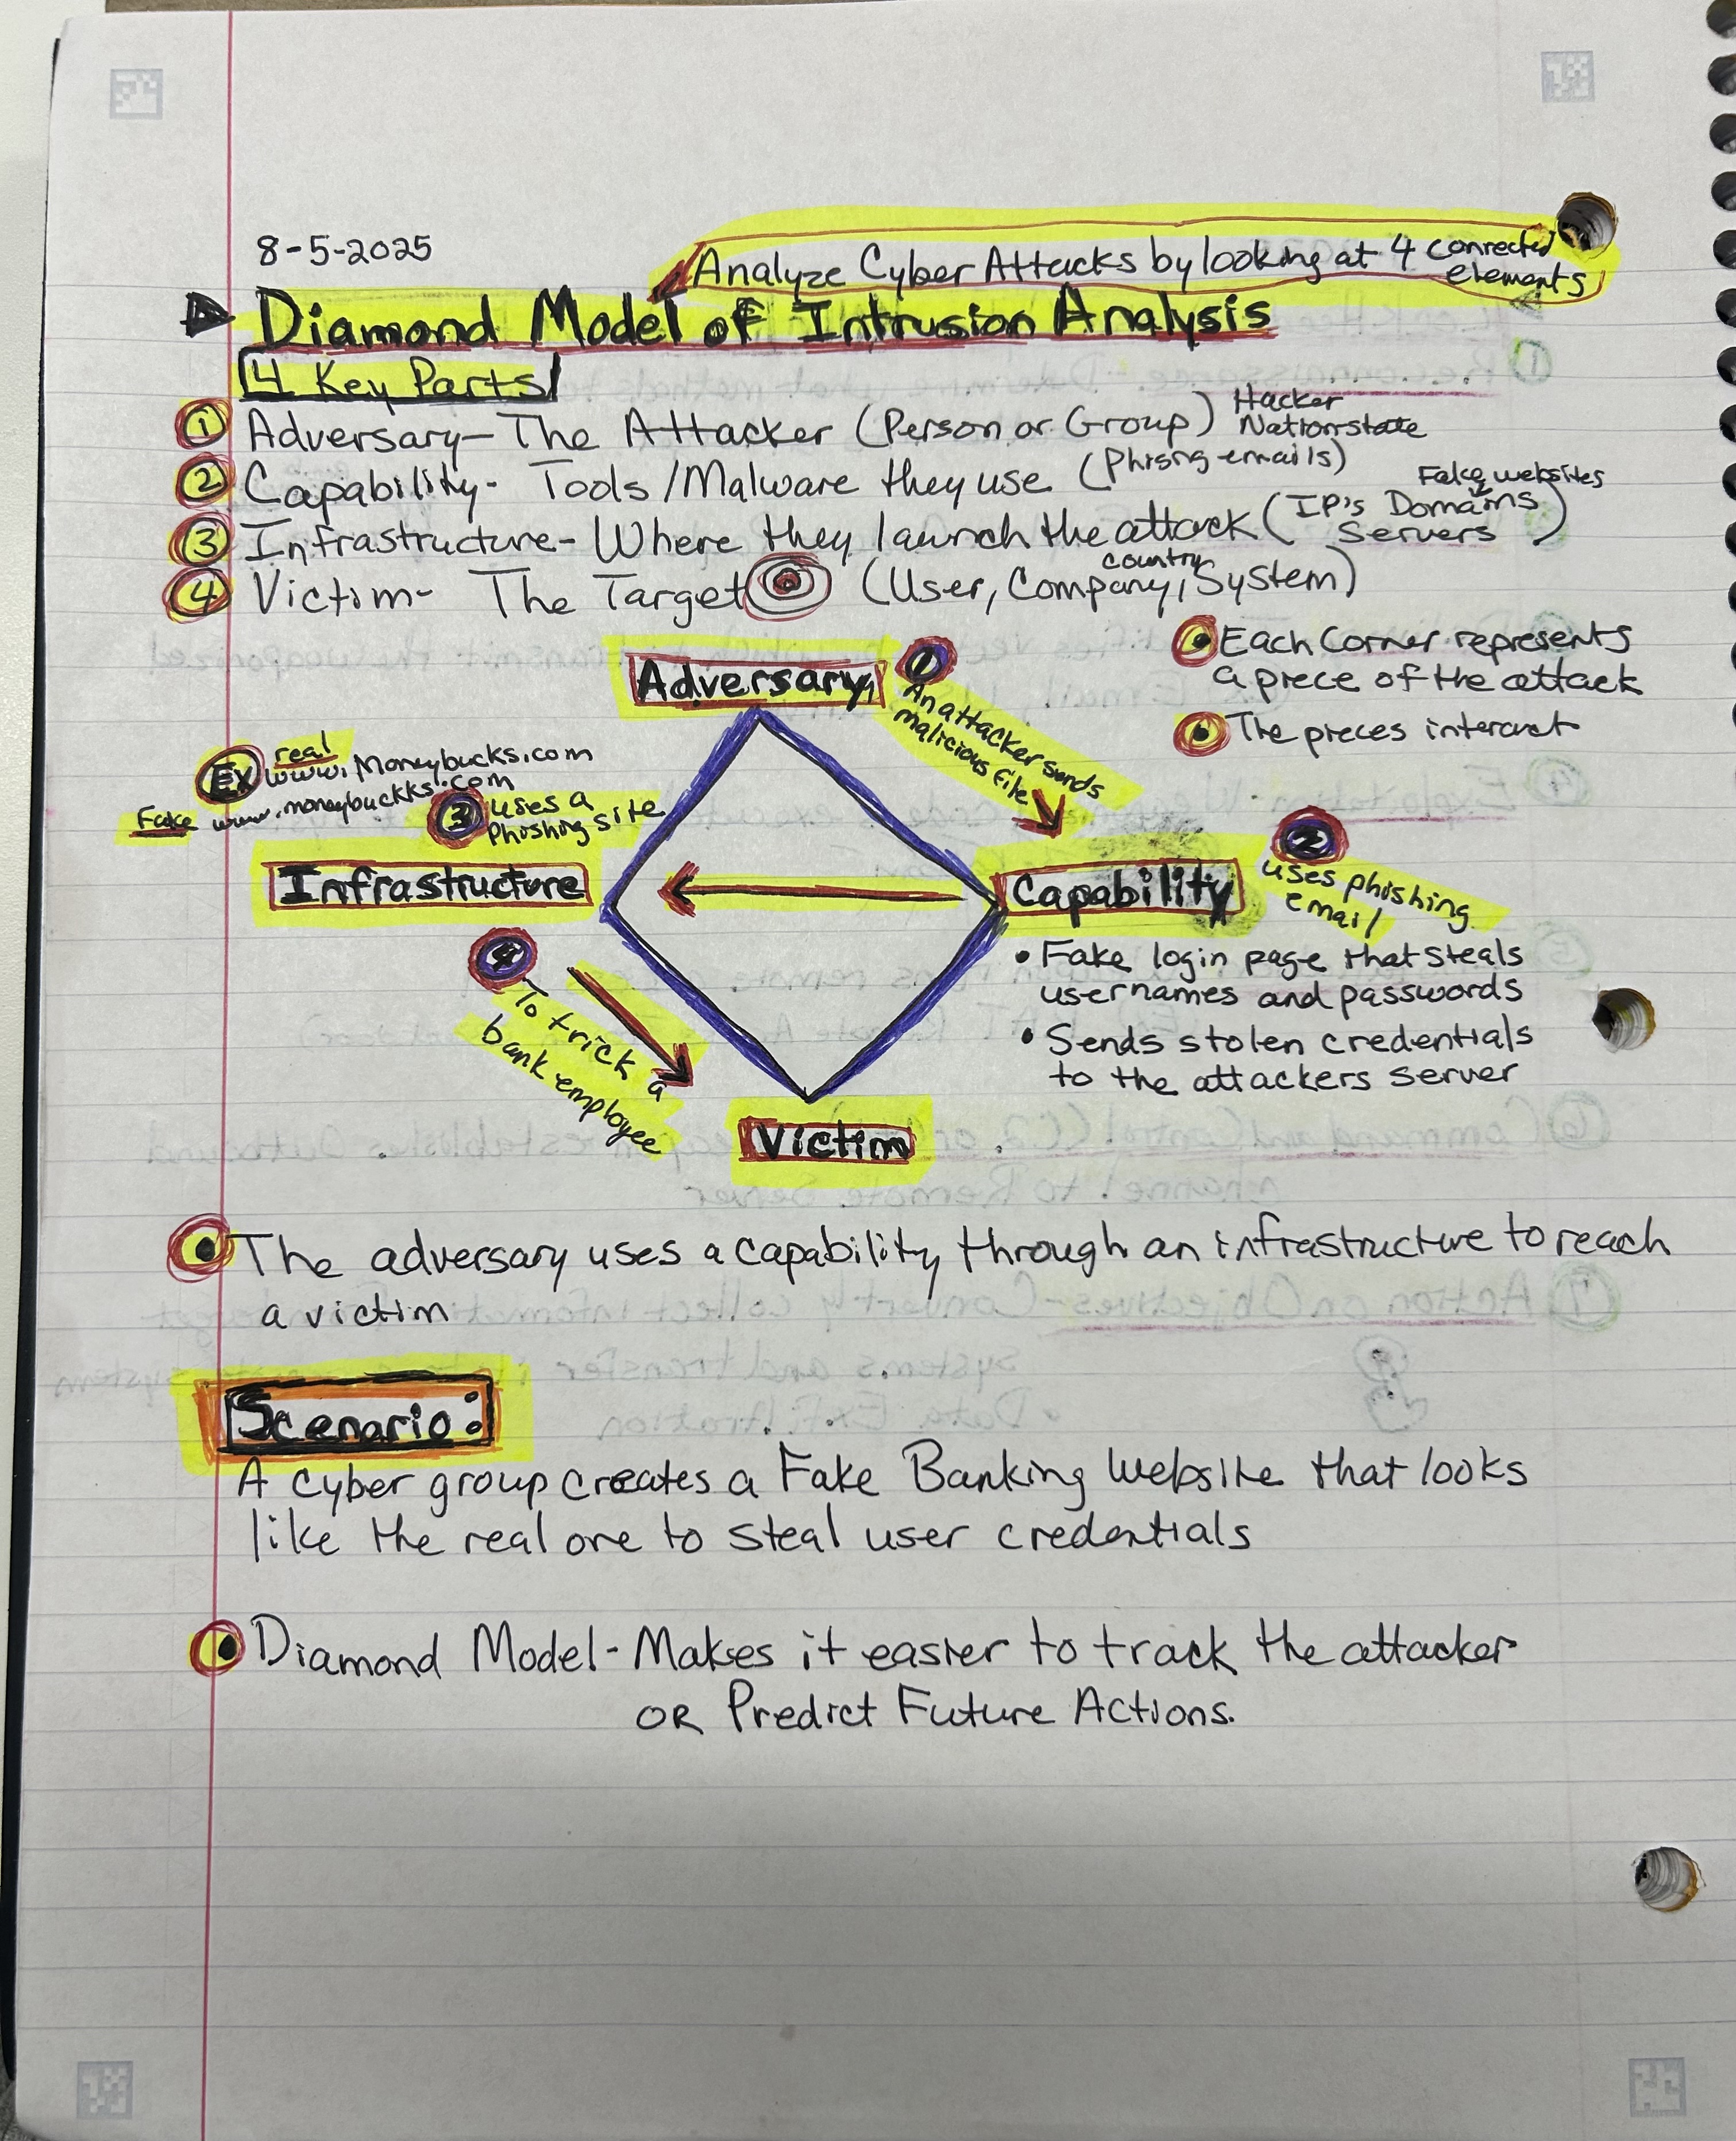 8-5-2025
Analyze Cyber Attacks by looking at 4 connected
elements
Diamond Model of Intrusion Analysis
4 Key Parts
1 Adversary- The Attacker (Person or Group) Hacker
Nationstate
2 Capability- Tools/Malware they use (Phising emails)
Fake websites
3 Infrastructure- Where they launch the attack (IP's Domains
Servers)
country
4 Victim- The Target (User, Company, System)
• Each Corner represents
a piece of the attack
• The pieces interact
Adversary
1
An attacker sends
malicious file
real
Ex www.Moneybucks.com
Fake www.moneybuckks.com
3 uses a
Phishing site
Infrastructure
Capability
2
uses phishing
email
• Fake login page that steals
usernames and passwords
• Sends stolen credentials
to the attackers server
4
To trick a
bank employee
Victim
• The adversary uses a capability through an infrastructure to reach
a victim
Scenario:
A cyber group creates a Fake Banking Website that looks
like the real one to steal user credentials
• Diamond Model- Makes it easier to track the attacker
OR Predict Future Actions.